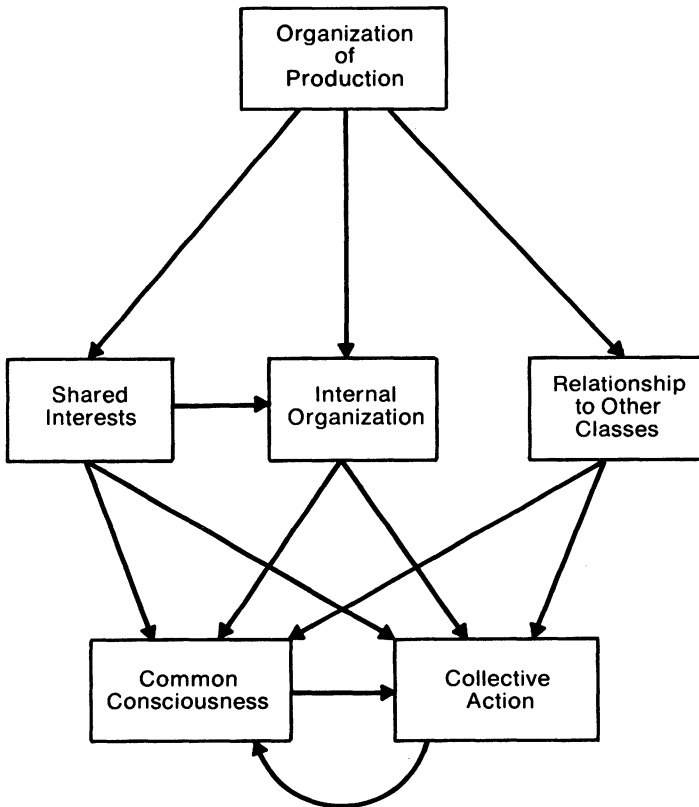 Organization
of
Production
Shared
Interests
Internal
Organization
Relationship
to Other
Classes
Common
Consciousness
Collective
Action